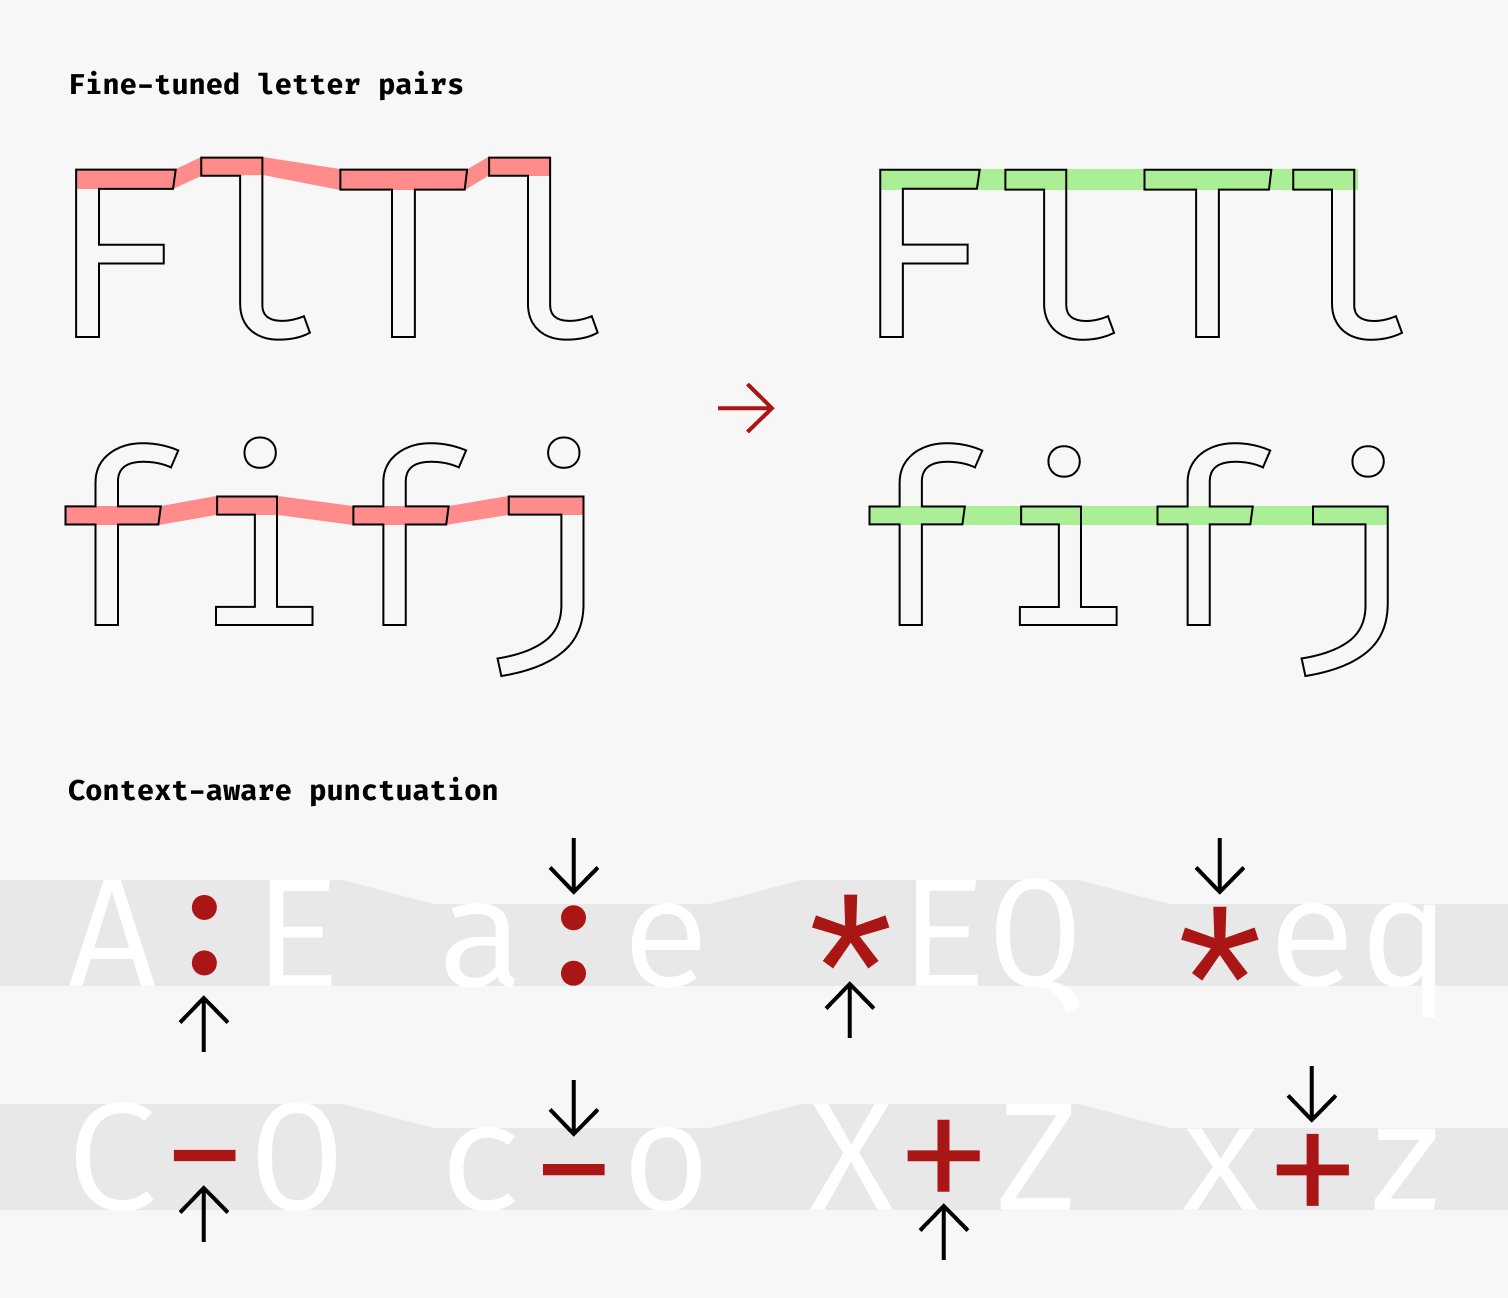 Fine-tuned letter pairs
FlTl → FlTl
fifj fifj
Context-aware punctuation
A:E a:e *EQ *eq
C-O c-o X+Z x+z